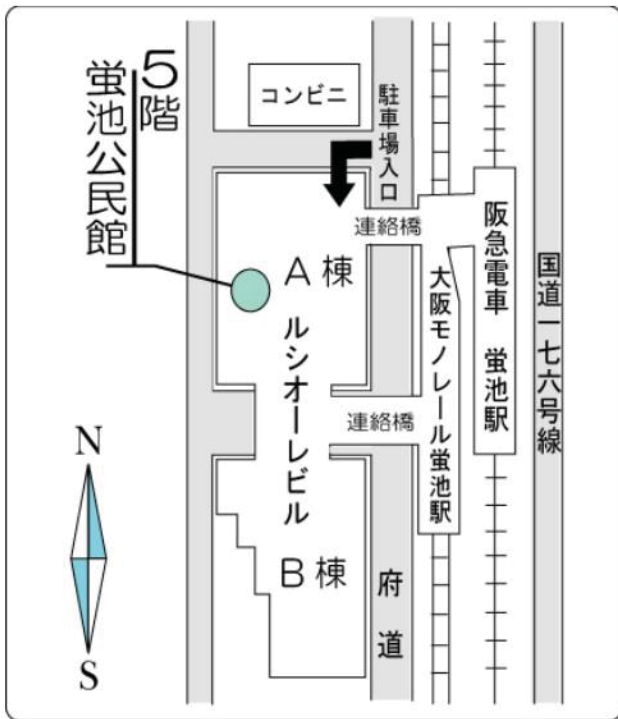 ５階
蛍池公民館
コンビニ
駐車場入口
連絡橋
A棟
ルシオーレビル
連絡橋
B棟
府道
大阪モノレール蛍池駅
阪急電車 蛍池駅
国道一七六号線
N
S